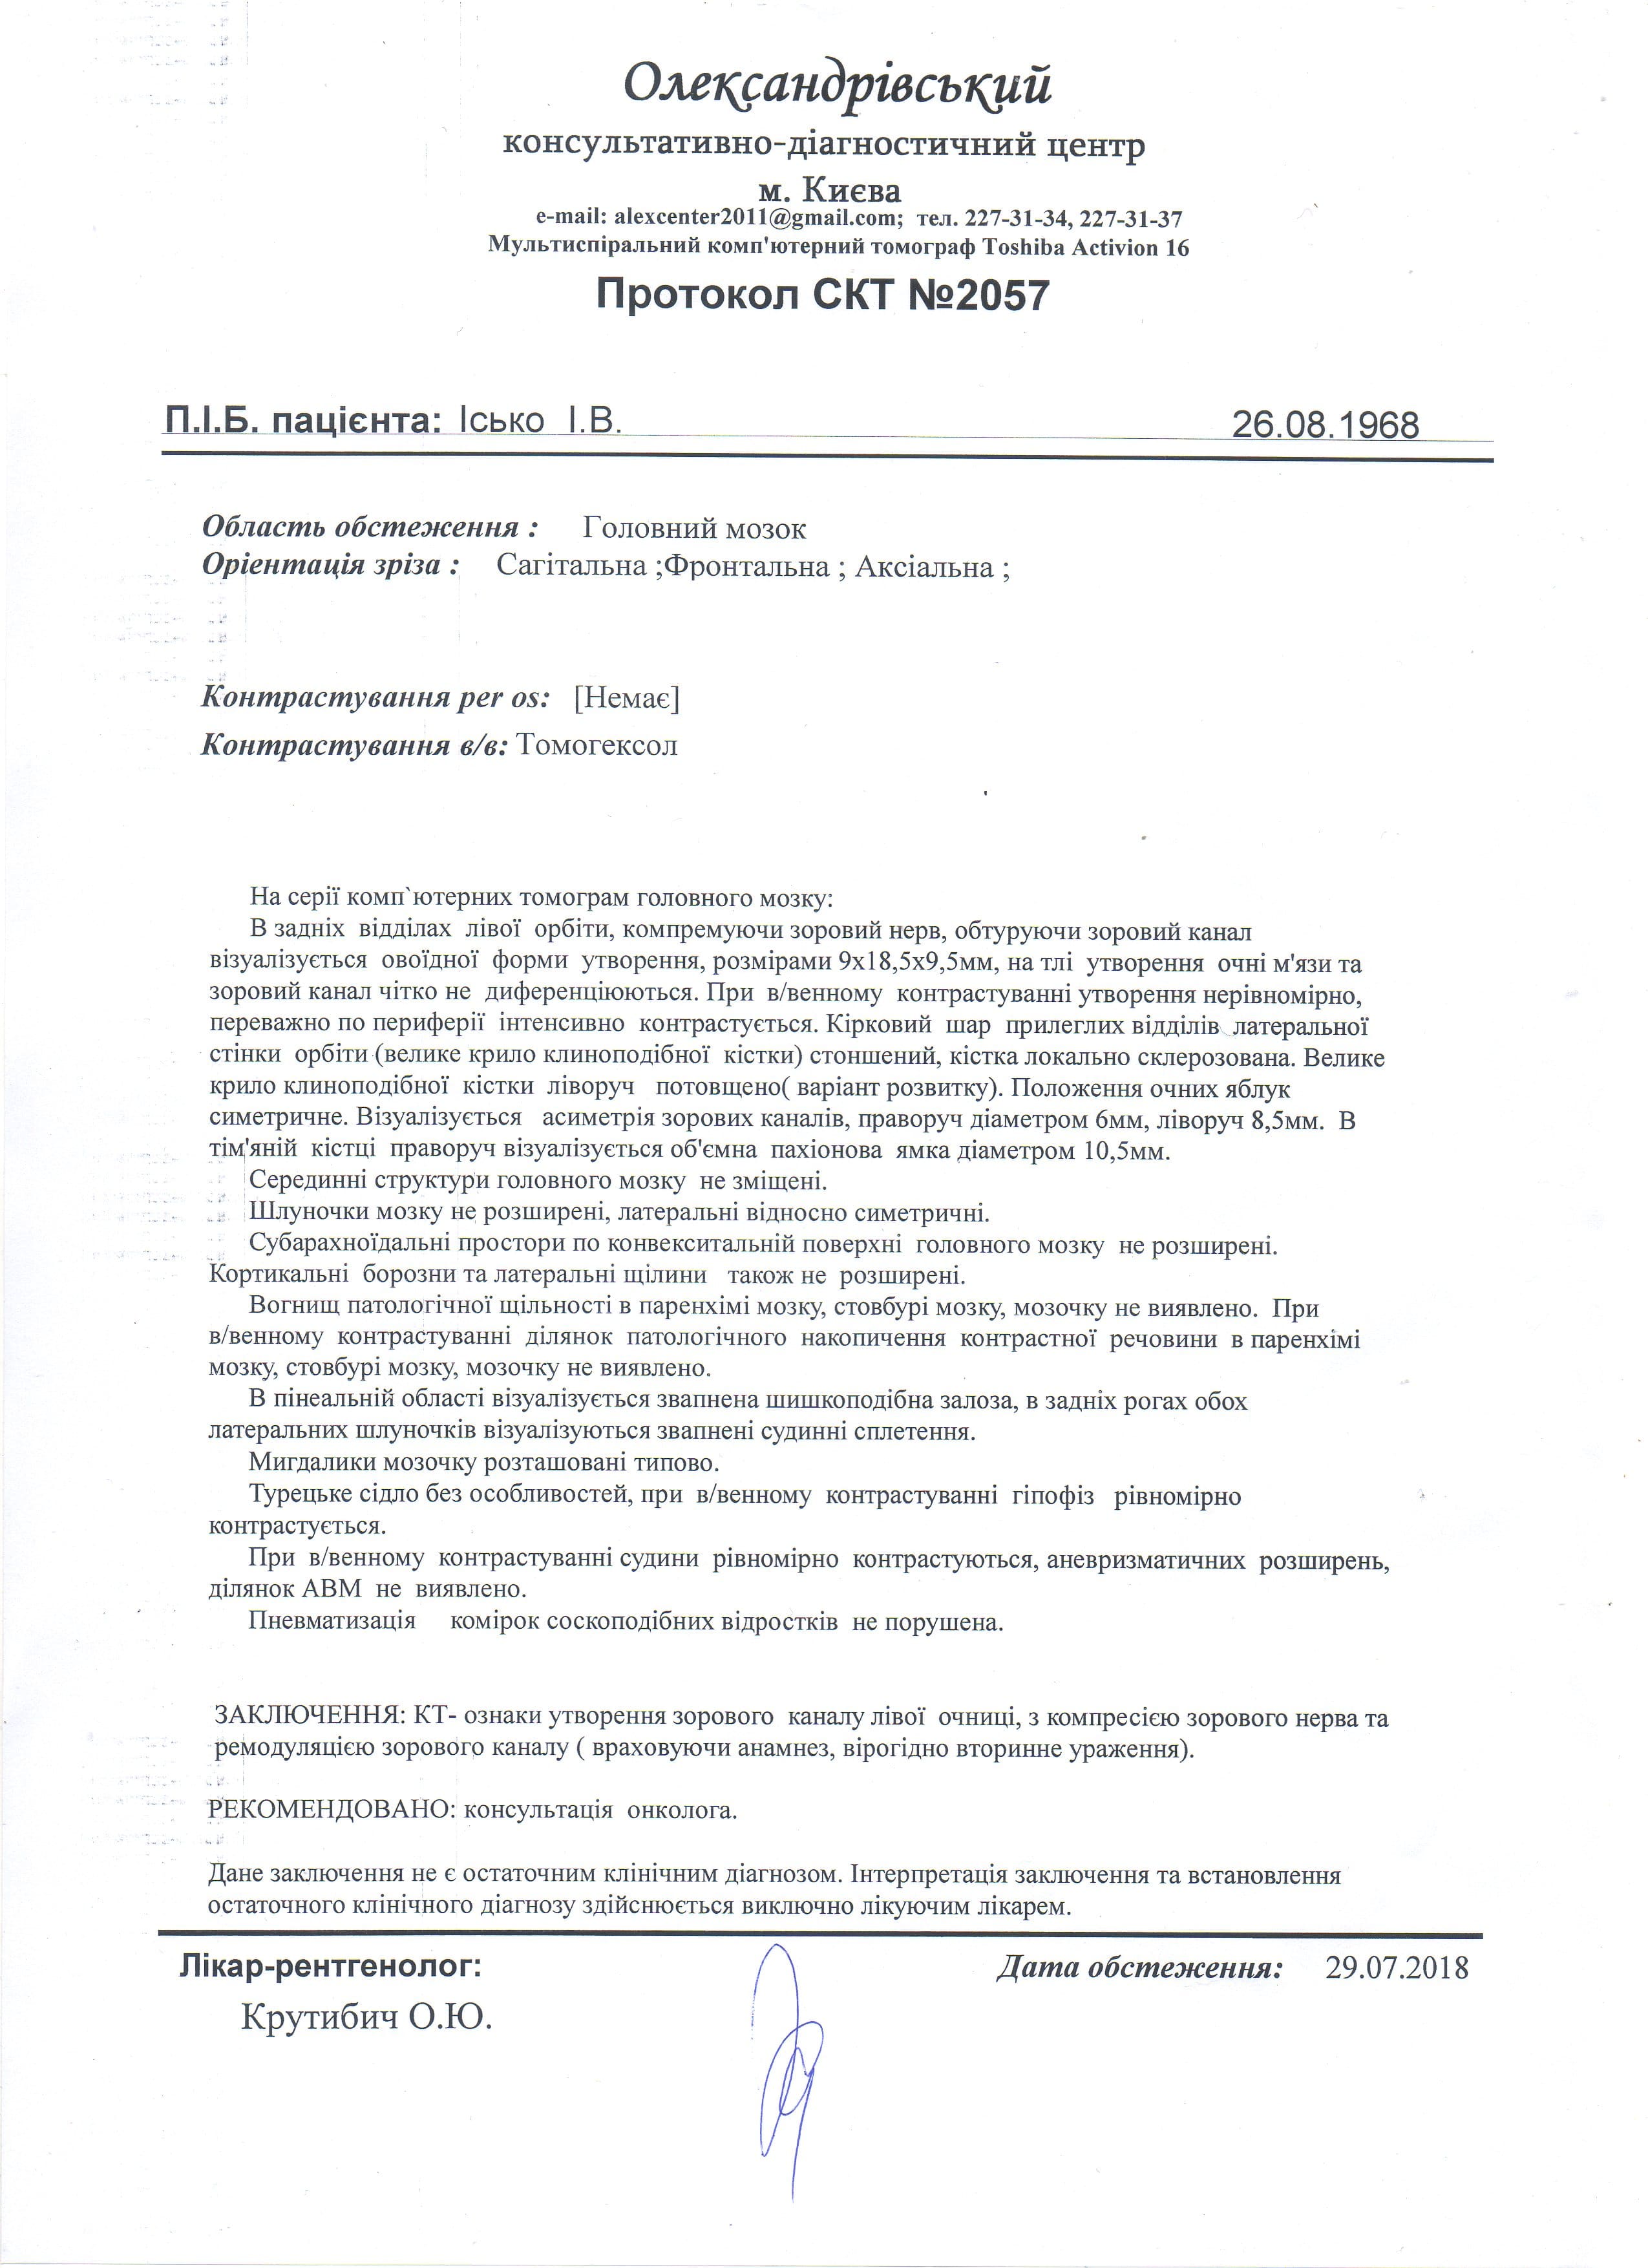 Олександрівський
консультативно-діагностичний центр
м. Києва
e-mail: alexcenter2011@gmail.com; тел. 227-31-34, 227-31-37
Мультиспіральний комп'ютерний томограф Toshiba Activion 16
Протокол СКТ №2057
П.І.Б. пацієнта: Ісько І.В. 26.08.1968
Область обстеження : Головний мозок
Оріентація зріза : Сагітальна ;Фронтальна ; Аксіальна ;
Контрастування per os: [Немає]
Контрастування в/в: Томогексол
На серії комп`ютерних томограм головного мозку:
В задніх відділах лівої орбіти, компремуючи зоровий нерв, обтуруючи зоровий канал
візуалізується овоїдної форми утворення, розмірами 9х18,5х9,5мм, на тлі утворення очні м'язи та
зоровий канал чітко не диференціюються. При в/венному контрастуванні утворення нерівномірно,
переважно по периферії інтенсивно контрастується. Кірковий шар прилеглих відділів латеральної
стінки орбіти (велике крило клиноподібної кістки) стоншений, кістка локально склерозована. Велике
крило клиноподібної кістки ліворуч потовщено( варіант розвитку). Положення очних яблук
симетричне. Візуалізується асиметрія зорових каналів, праворуч діаметром 6мм, ліворуч 8,5мм. В
тім'яній кістці праворуч візуалізується об'ємна пахіонова ямка діаметром 10,5мм.
Серединні структури головного мозку не зміщені.
Шлуночки мозку не розширені, латеральні відносно симетричні.
Субарахноїдальні простори по конвекситальній поверхні головного мозку не розширені.
Кортикальні борозни та латеральні щілини також не розширені.
Вогнищ патологічної щільності в паренхімі мозку, стовбурі мозку, мозочку не виявлено. При
в/венному контрастуванні ділянок патологічного накопичення контрастної речовини в паренхімі
мозку, стовбурі мозку, мозочку не виявлено.
В пінеальній області візуалізується звапнена шишкоподібна залоза, в задніх рогах обох
латеральних шлуночків візуалізуються звапнені судинні сплетення.
Мигдалики мозочку розташовані типово.
Турецьке сідло без особливостей, при в/венному контрастуванні гіпофіз рівномірно
контрастується.
При в/венному контрастуванні судини рівномірно контрастуються, аневризматичних розширень,
ділянок АВМ не виявлено.
Пневматизація комірок соскоподібних відростків не порушена.
ЗАКЛЮЧЕННЯ: КТ- ознаки утворення зорового каналу лівої очниці, з компресією зорового нерва та
ремодуляцією зорового каналу ( враховуючи анамнез, вірогідно вторинне ураження).
РЕКОМЕНДОВАНО: консультація онколога.
Дане заключення не є остаточним клінічним діагнозом. Інтерпретація заключення та встановлення
остаточного клінічного діагнозу здійснюється виключно лікуючим лікарем.
Лікар-рентгенолог: Дата обстеження: 29.07.2018
Крутибич О.Ю.